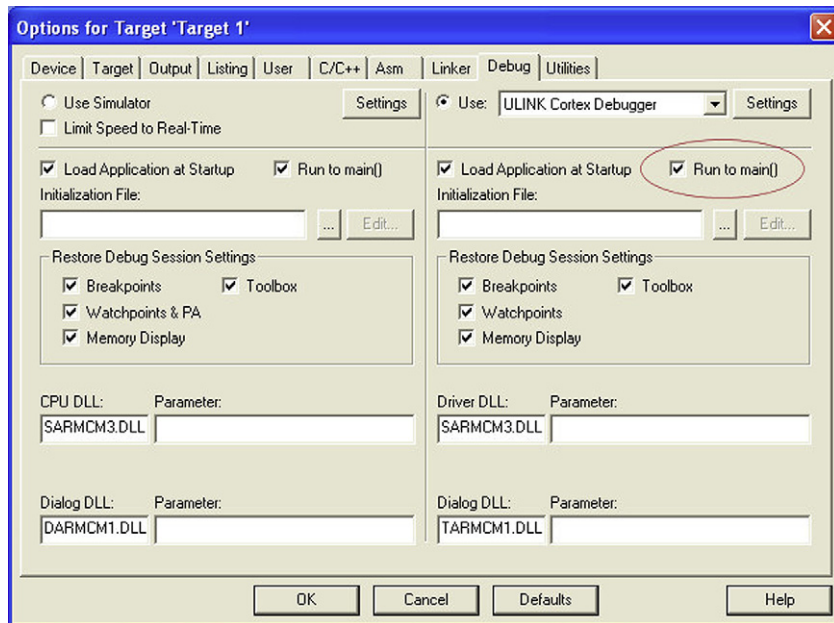 Options for Target 'Target 1'
Device Target Output Listing User C/C++ Asm Linker Debug Utilities
Use Simulator Settings
Limit Speed to Real-Time
Use: ULINK Cortex Debugger Settings
Load Application at Startup Run to main()
Initialization File:
... Edit...
Load Application at Startup Run to main()
Initialization File:
... Edit...
Restore Debug Session Settings
Breakpoints Toolbox
Watchpoints & PA
Memory Display
Restore Debug Session Settings
Breakpoints Toolbox
Watchpoints
Memory Display
CPU DLL: Parameter:
SARMCM3.DLL
Driver DLL: Parameter:
SARMCM3.DLL
Dialog DLL: Parameter:
DARMCM1.DLL
Dialog DLL: Parameter:
TARMCM1.DLL
OK Cancel Defaults Help